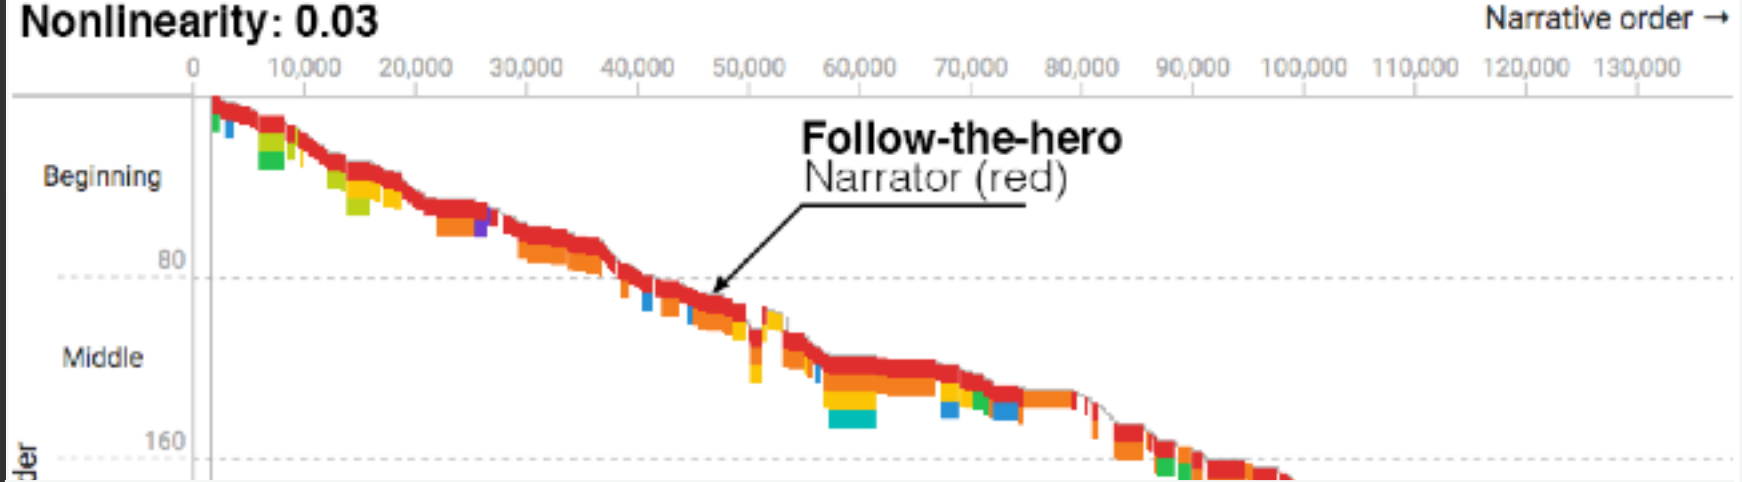 Nonlinearity: 0.03
Narrative order →
0 10,000 20,000 30,000 40,000 50,000 60,000 70,000 80,000 90,000 100,000 110,000 120,000 130,000
Follow-the-hero
Narrator (red)
Beginning
80
Middle
160
der